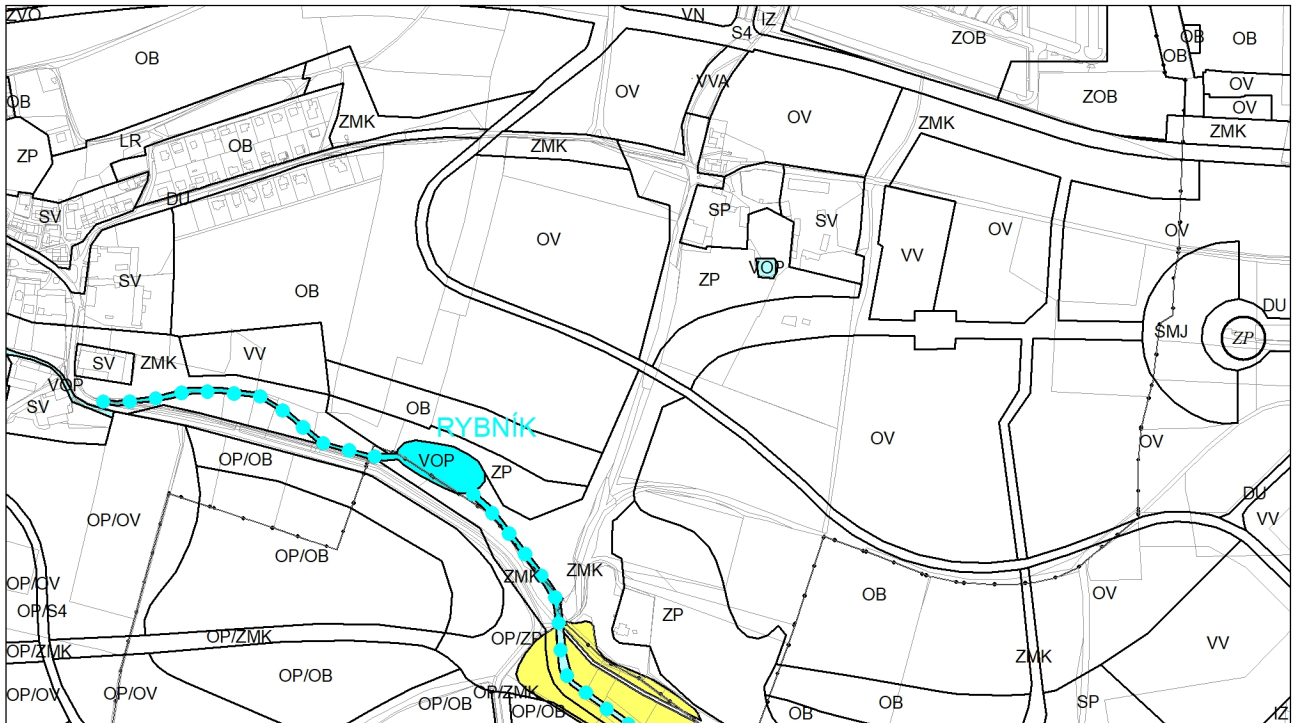 ZVO
VN
IZ
S4
ZOB
OB
OB
OB
OB
OB
OV
VVA
OV
ZOB
OV
OV
ZMK
ZMK
ZMK
LR
OB
ZMK
ZP
DU
SV
SP
SV
OV
VV
OV
OV
VOP
ZP
SV
OB
DU
SMJ
ZP
SV
ZMK
VV
VOP
SV
OB
RYBNÍK
VOP
ZP
OV
OV
OP/OB
OP/OV
DU
VV
OP/OB
ZMK
ZMK
OP/OV
OB
OV
OP/S4
ZP
OP/ZMK
OP/ZP
OP/ZMK
ZMK
VV
OP/OB
OP/OV
OP/OV
OP/ZMK
OP/OB
OP/OB
OB
OB
SP
IZ